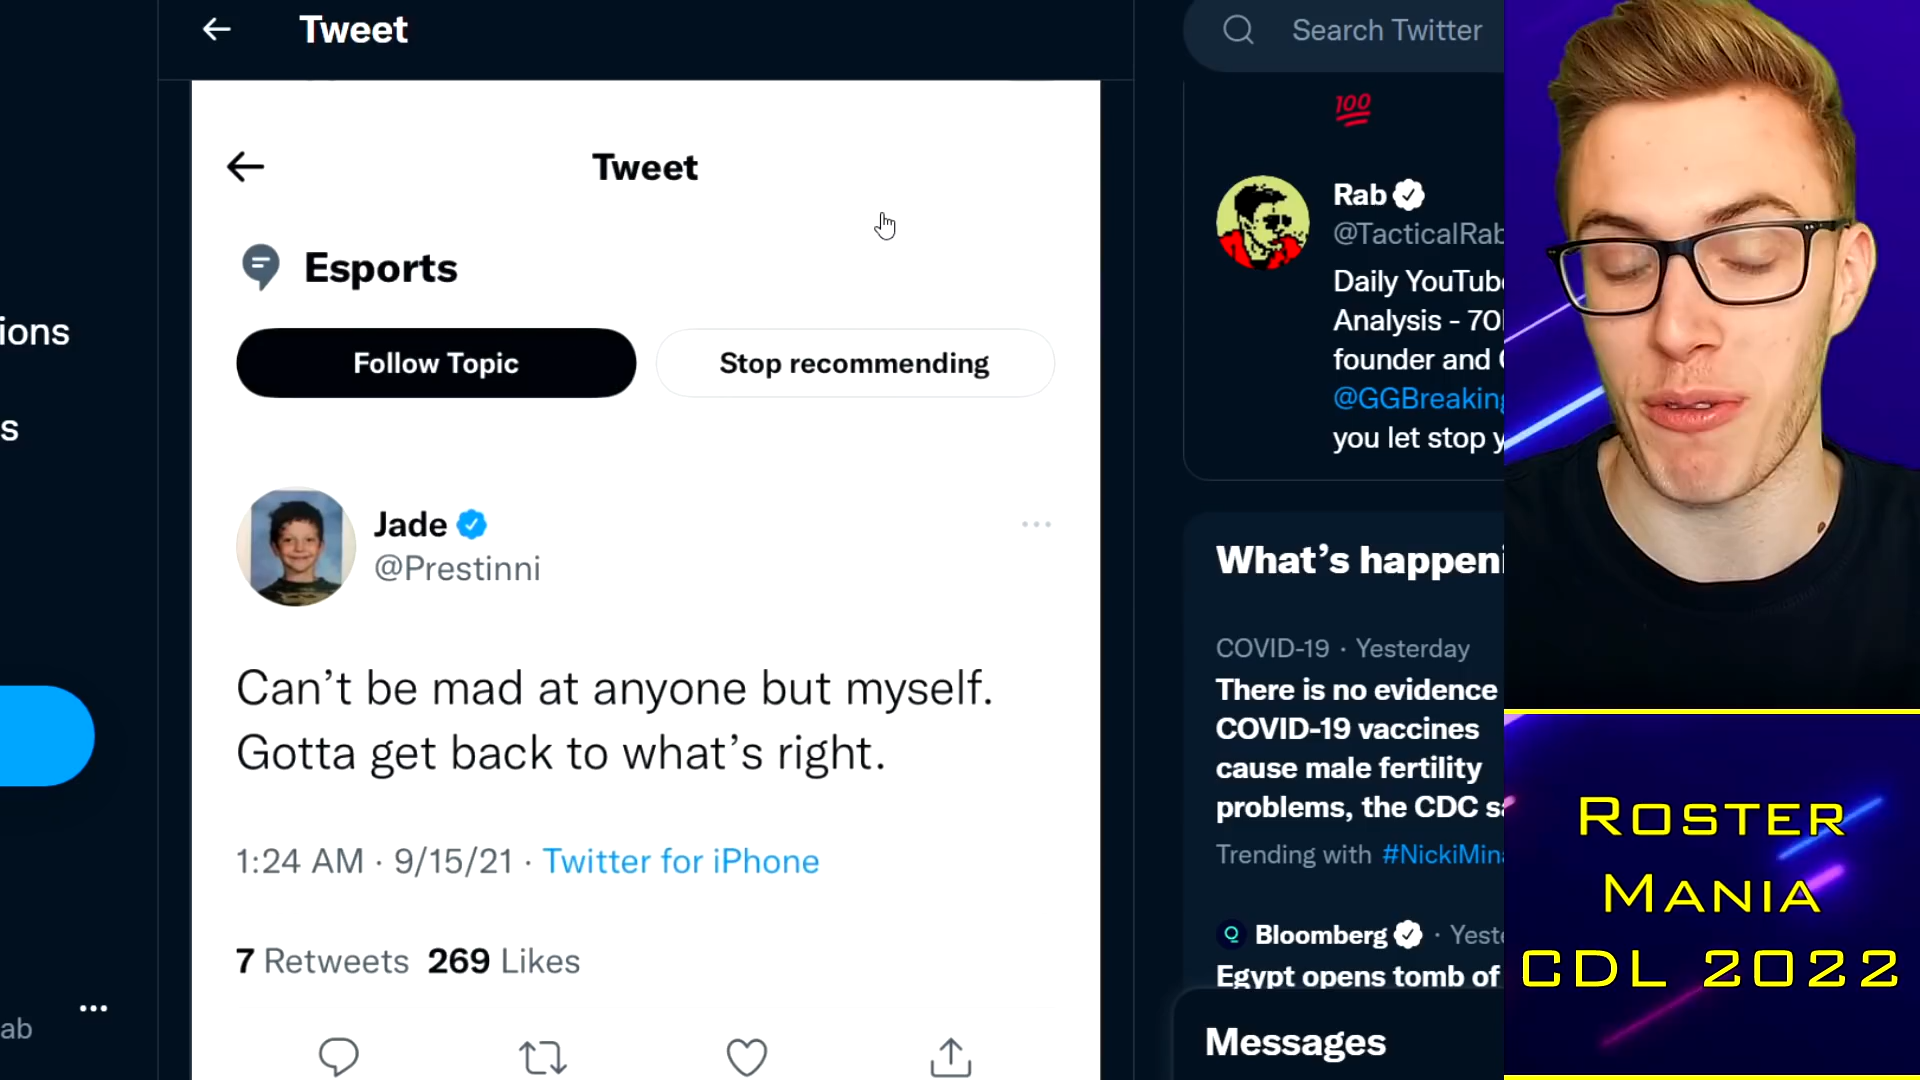 Tweet
Search Twitter
Tweet
Esports
Follow Topic
Stop recommending
Jade
@Prestinni
Can’t be mad at anyone but myself.
Gotta get back to what’s right.
1:24 AM · 9/15/21 · Twitter for iPhone
7 Retweets 269 Likes
ions
s
ab
100
Rab
@TacticalRab
Daily YouTube
Analysis - 70
founder and
@GGBreaking
you let stop y
What’s happeni
COVID-19 · Yesterday
There is no evidence
COVID-19 vaccines
cause male fertility
problems, the CDC sa
Trending with #NickiMina
Bloomberg · Yeste
Egypt opens tomb of
Messages
ROSTER
MANIA
CDL 2022